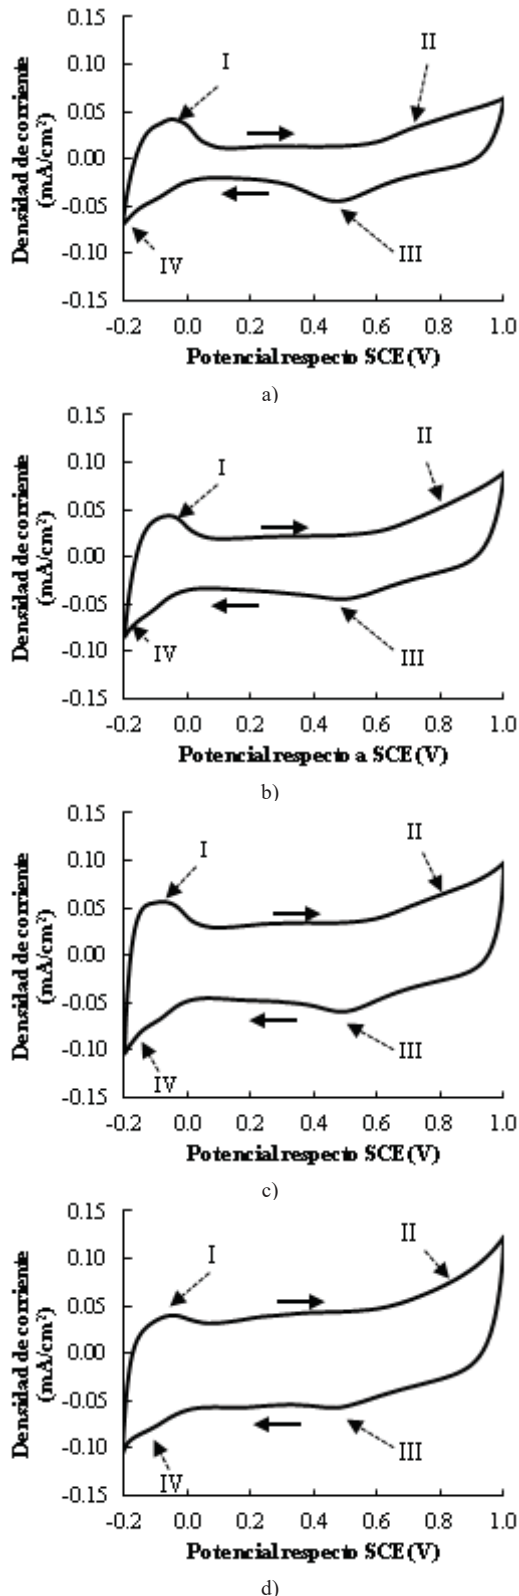 0.15
I
II
0.10
0.05
0.00
-0.05
-0.10
IV
III
-0.15
-0.2 0.0 0.2 0.4 0.6 0.8 1.0
Densidad de corriente
(mA/cm²)
Potencial respecto SCE (V)
a)
0.15
II
I
0.10
0.05
0.00
-0.05
-0.10
IV
III
-0.15
-0.2 0.0 0.2 0.4 0.6 0.8 1.0
Densidad de corriente
(mA/cm²)
Potencial respecto a SCE (V)
b)
0.15
I
II
0.10
0.05
0.00
-0.05
-0.10
IV
III
-0.15
-0.2 0.0 0.2 0.4 0.6 0.8 1.0
Densidad de corriente
(mA/cm²)
Potencial respecto SCE (V)
c)
0.15
I
II
0.10
0.05
0.00
-0.05
-0.10
IV
III
-0.15
-0.2 0.0 0.2 0.4 0.6 0.8 1.0
Densidad de corriente
(mA/cm²)
Potencial respecto SCE (V)
d)